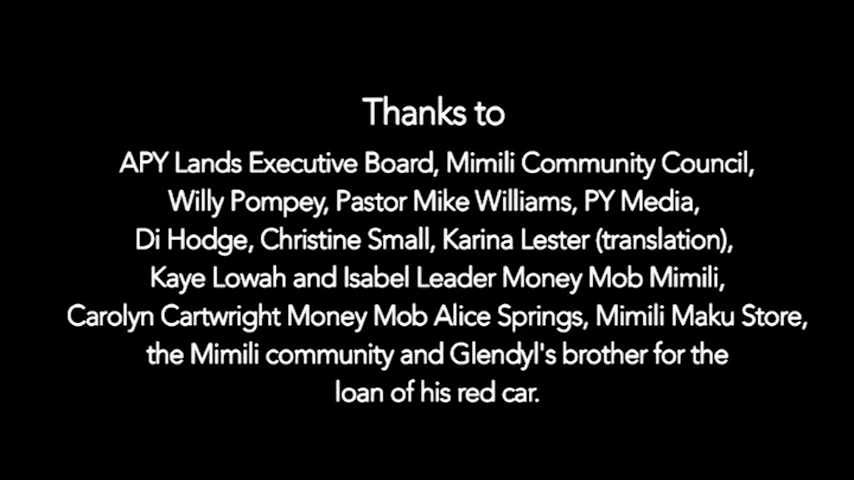 Thanks to
APY Lands Executive Board, Mimili Community Council,
Willy Pompey, Pastor Mike Williams, PY Media,
Di Hodge, Christine Small, Karina Lester (translation),
Kaye Lowah and Isabel Leader Money Mob Mimili,
Carolyn Cartwright Money Mob Alice Springs, Mimili Maku Store,
the Mimili community and Glendyl's brother for the
loan of his red car.